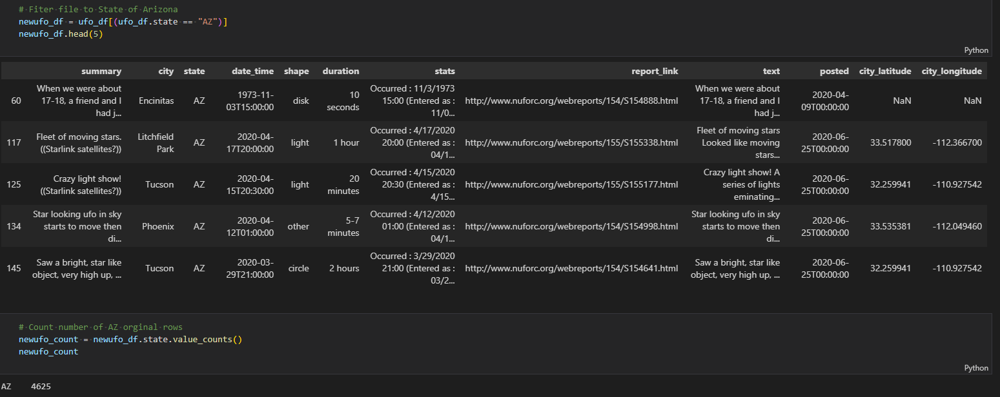 # Fiter file to State of Arizona
newufo_df = ufo_df[(ufo_df.state == "AZ")]
newufo_df.head(5)
Python
summary city state date_time shape duration stats report_link text posted city_latitude city_longitude
60 When we were about 17-18, a friend and I had j... Encinitas AZ 1973-11-03T15:00:00 disk 10 seconds Occurred : 11/3/1973 15:00 (Entered as : 11/0... http://www.nuforc.org/webreports/154/S154888.html When we were about 17-18, a friend and I had j... 2020-04-09T00:00:00 NaN NaN
117 Fleet of moving stars. ((Starlink satellites?)) Litchfield Park AZ 2020-04-17T20:00:00 light 1 hour Occurred : 4/17/2020 20:00 (Entered as : 04/1... http://www.nuforc.org/webreports/155/S155338.html Fleet of moving stars Looked like moving stars... 2020-06-25T00:00:00 33.517800 -112.366700
125 Crazy light show! ((Starlink satellites?)) Tucson AZ 2020-04-15T20:30:00 light 20 minutes Occurred : 4/15/2020 20:30 (Entered as : 4/15... http://www.nuforc.org/webreports/155/S155177.html Crazy light show! A series of lights eminating... 2020-06-25T00:00:00 32.259941 -110.927542
134 Star looking ufo in sky starts to move then di... Phoenix AZ 2020-04-12T01:00:00 other 5-7 minutes Occurred : 4/12/2020 01:00 (Entered as : 04/1... http://www.nuforc.org/webreports/154/S154998.html Star looking ufo in sky starts to move then di... 2020-06-25T00:00:00 33.535381 -112.049460
145 Saw a bright, star like object, very high up, ... Tucson AZ 2020-03-29T21:00:00 circle 2 hours Occurred : 3/29/2020 21:00 (Entered as : 03/2... http://www.nuforc.org/webreports/154/S154641.html Saw a bright, star like object, very high up, ... 2020-06-25T00:00:00 32.259941 -110.927542
# Count number of AZ orginal rows
newufo_count = newufo_df.state.value_counts()
newufo_count
Python
AZ 4625